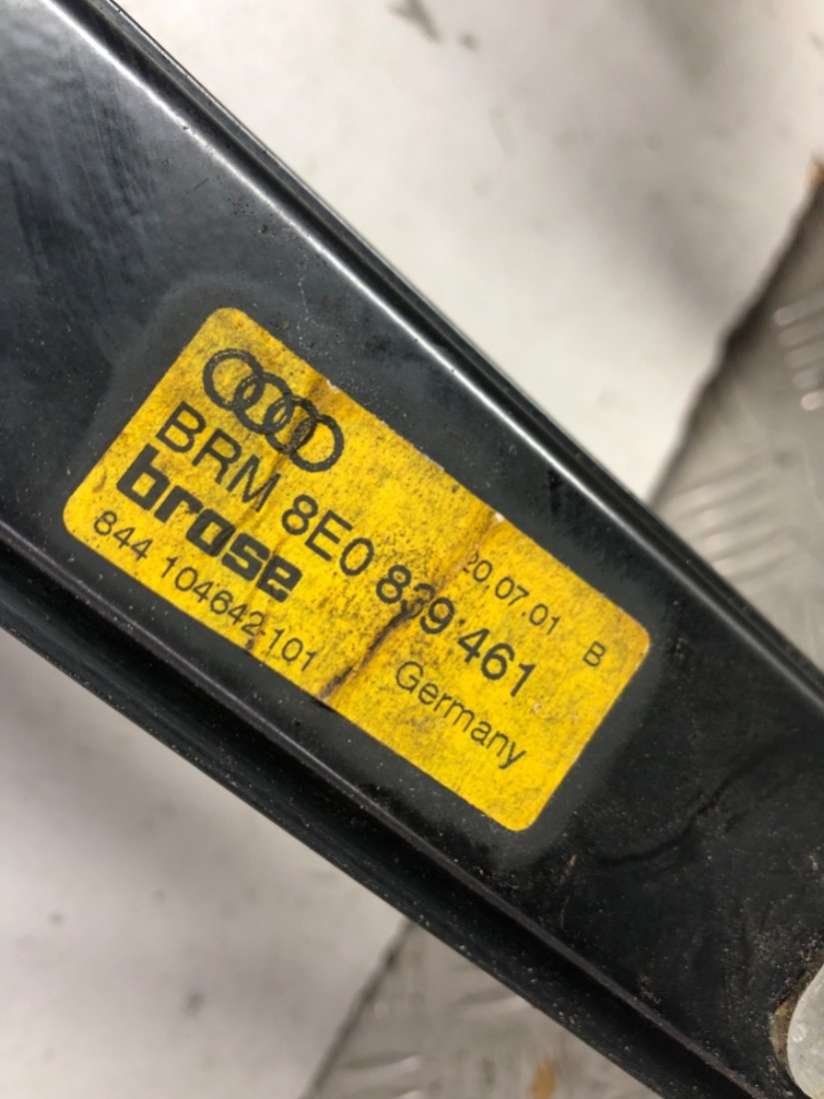 BRM 8E0 839 461
brose 20.07.01 B
844 104642-101 Germany